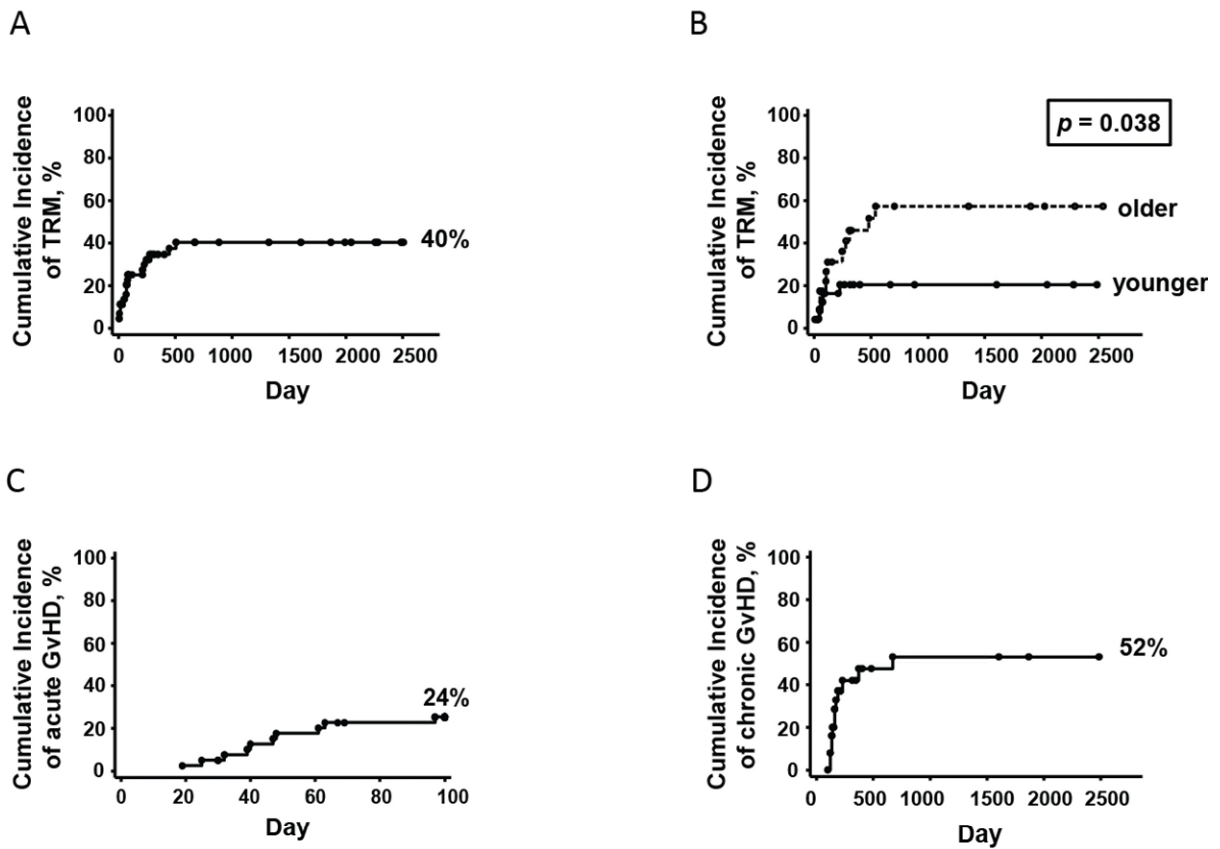 A
Cumulative Incidence
of TRM, %
100
80
60
40
20
0
40%
0 500 1000 1500 2000 2500
Day
B
Cumulative Incidence
of TRM, %
100
80
60
40
20
0
p = 0.038
older
younger
0 500 1000 1500 2000 2500
Day
C
Cumulative Incidence
of acute GvHD, %
100
80
60
40
20
0
24%
0 20 40 60 80 100
Day
D
Cumulative Incidence
of chronic GvHD, %
100
80
60
40
20
0
52%
0 500 1000 1500 2000 2500
Day